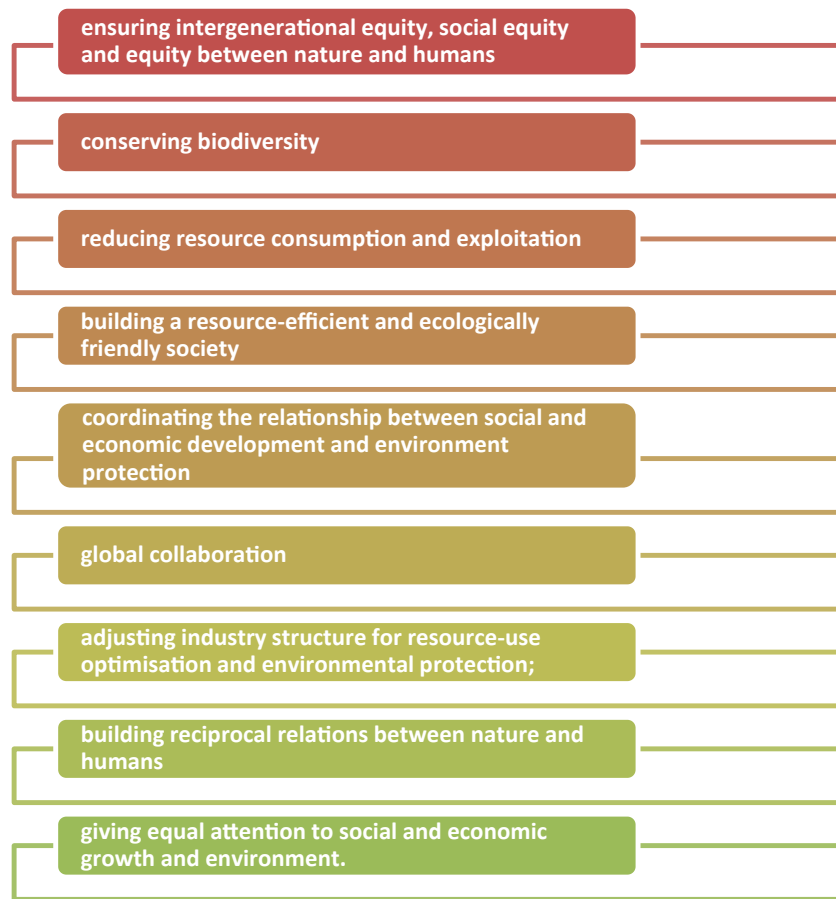 ensuring intergenerational equity, social equity
and equity between nature and humans
conserving biodiversity
reducing resource consumption and exploitation
building a resource-efficient and ecologically
friendly society
coordinating the relationship between social and
economic development and environment
protection
global collaboration
adjusting industry structure for resource-use
optimisation and environmental protection;
building reciprocal relations between nature and
humans
giving equal attention to social and economic
growth and environment.